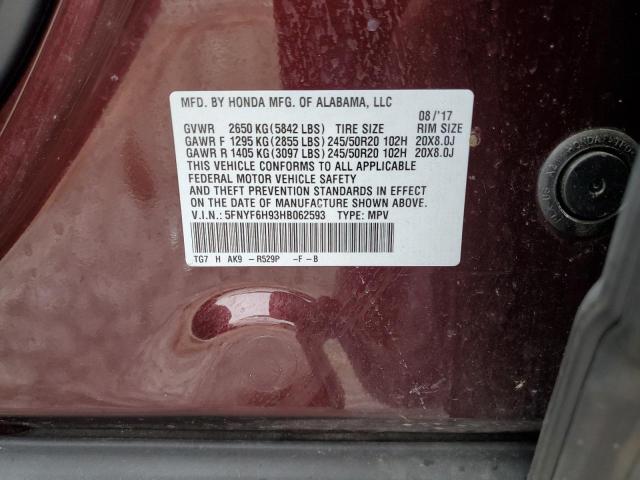 MFD. BY HONDA MFG. OF ALABAMA, LLC
08/'17
GVWR 2650 KG(5842 LBS) TIRE SIZE RIM SIZE
GAWR F 1295 KG(2855 LBS) 245/50R20 102H 20X8.0J
GAWR R 1405 KG(3097 LBS) 245/50R20 102H 20X8.0J
THIS VEHICLE CONFORMS TO ALL APPLICABLE
FEDERAL MOTOR VEHICLE SAFETY
AND THEFT PREVENTION STANDARDS IN EFFECT
ON THE DATE OF MANUFACTURE SHOWN ABOVE.
V.I.N.: 5FNYF6H93HB062593 TYPE: MPV
TG7 H AK9 -R529P -F-B